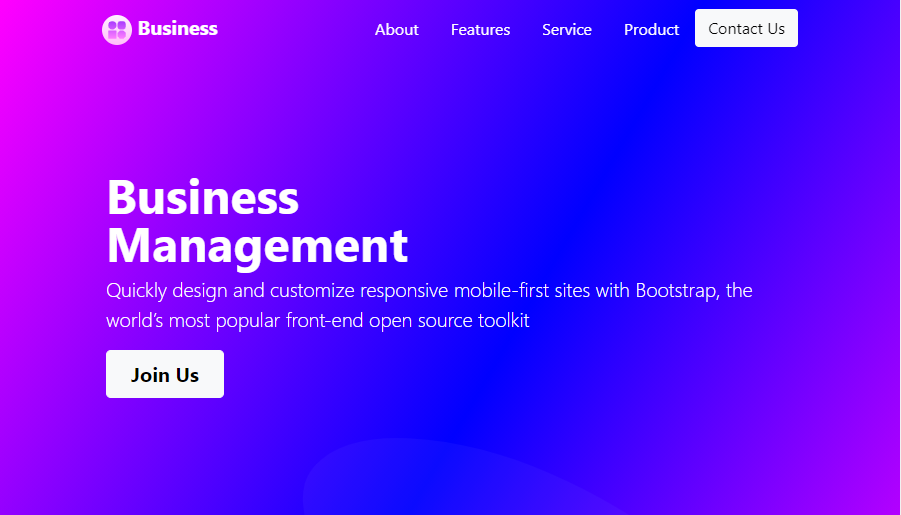 Business
About
Features
Service
Product
Contact Us
Business
Management
Quickly design and customize responsive mobile-first sites with Bootstrap, the
world’s most popular front-end open source toolkit
Join Us